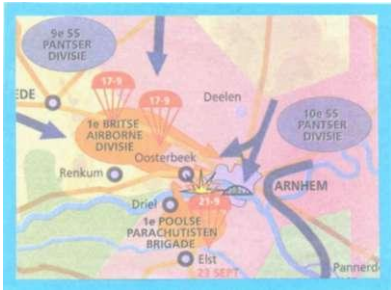 9e SS
PANTSER
DIVISIE
EDE
17-9
17-9
Deelen
1e BRITSE
AIRBORNE
DIVISIE
10e SS
PANTSER
DIVISIE
Oosterbeek
Renkum
ARNHEM
Driel
21-9
1e POOLSE
PARACHUTISTEN
BRIGADE
Elst
23 SEPT
Pannerd